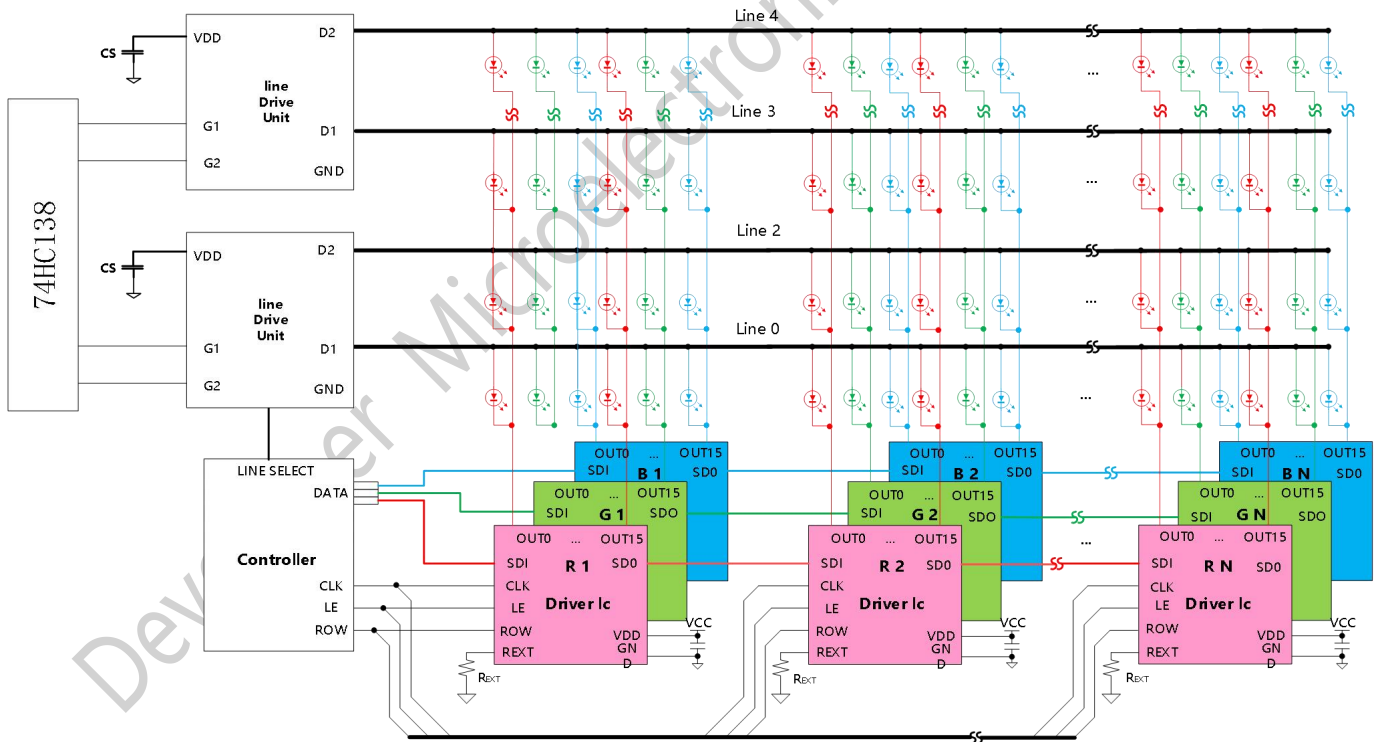 Line 4
VDD
D2
CS
line
Drive
Unit
G1
G2
D1
GND
Line 3
...
...
74HC138
VDD
D2
CS
line
Drive
Unit
G1
G2
D1
GND
Line 2
Line 0
...
...
LINE SELECT
DATA
Controller
CLK
LE
ROW
OUT0 ... OUT15
SDI B 1 SD0
OUT0 ... OUT15
SDI G 1 SDO
OUT0 ... OUT15
SDI R 1 SD0
CLK
LE Driver Ic
ROW
REXT
VDD
GN
D
VCC
REXT
OUT0 ... OUT15
SDI B 2 SD0
OUT0 ... OUT15
SDI G 2 SDO
OUT0 ... OUT15
SDI R 2 SD0
CLK
LE Driver Ic
ROW
REXT
VDD
GN
D
VCC
REXT
...
OUT0 ... OUT15
SDI B N SD0
OUT0 ... OUT15
SDI G N SDO
OUT0 ... OUT15
SDI R N SD0
CLK
LE Driver Ic
ROW
REXT
VDD
GN
D
VCC
REXT